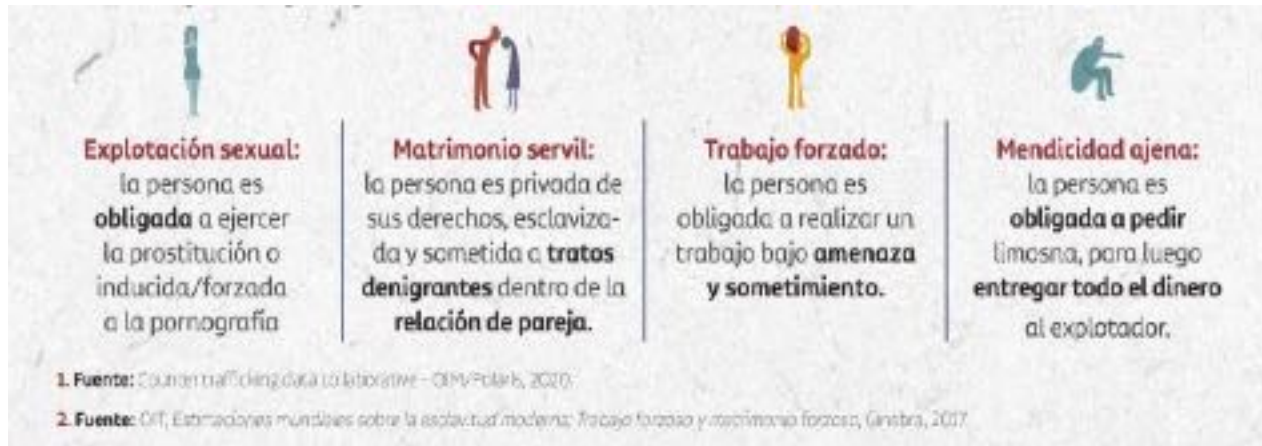 Explotación sexual:
la persona es
obligada a ejercer
la prostitución o
inducida/forzada
a la pornografía
Matrimonio servil:
la persona es privada de
sus derechos, esclaviza-
da y sometida a tratos
denigrantes dentro de la
relación de pareja.
Trabajo forzado:
la persona es
obligada a realizar un
trabajo bajo amenaza
y sometimiento.
Mendicidad ajena:
la persona es
obligada a pedir
limosna, para luego
entregar todo el dinero
al explotador.
1. Fuente: Counter trafficking data collaborative - OIM/Polaris, 2020.
2. Fuente: OIT, Estimaciones mundiales sobre la esclavitud moderna: Trabajo forzoso y matrimonio forzoso, Ginebra, 2017.